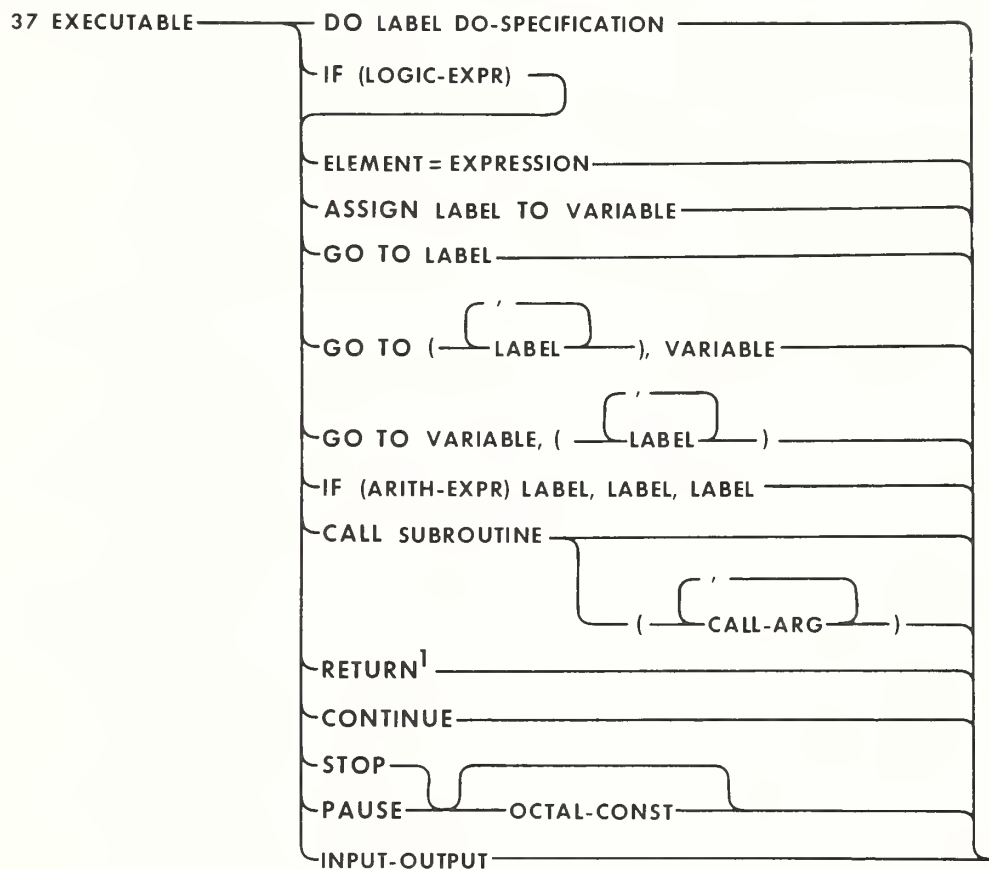 37 EXECUTABLE DO LABEL DO-SPECIFICATION
IF (LOGIC-EXPR)
ELEMENT = EXPRESSION
ASSIGN LABEL TO VARIABLE
GO TO LABEL
,
GO TO ( LABEL ), VARIABLE
,
GO TO VARIABLE, ( LABEL )
IF (ARITH-EXPR) LABEL, LABEL, LABEL
CALL SUBROUTINE
,
( CALL-ARG )
RETURN¹
CONTINUE
STOP
PAUSE OCTAL-CONST
INPUT-OUTPUT